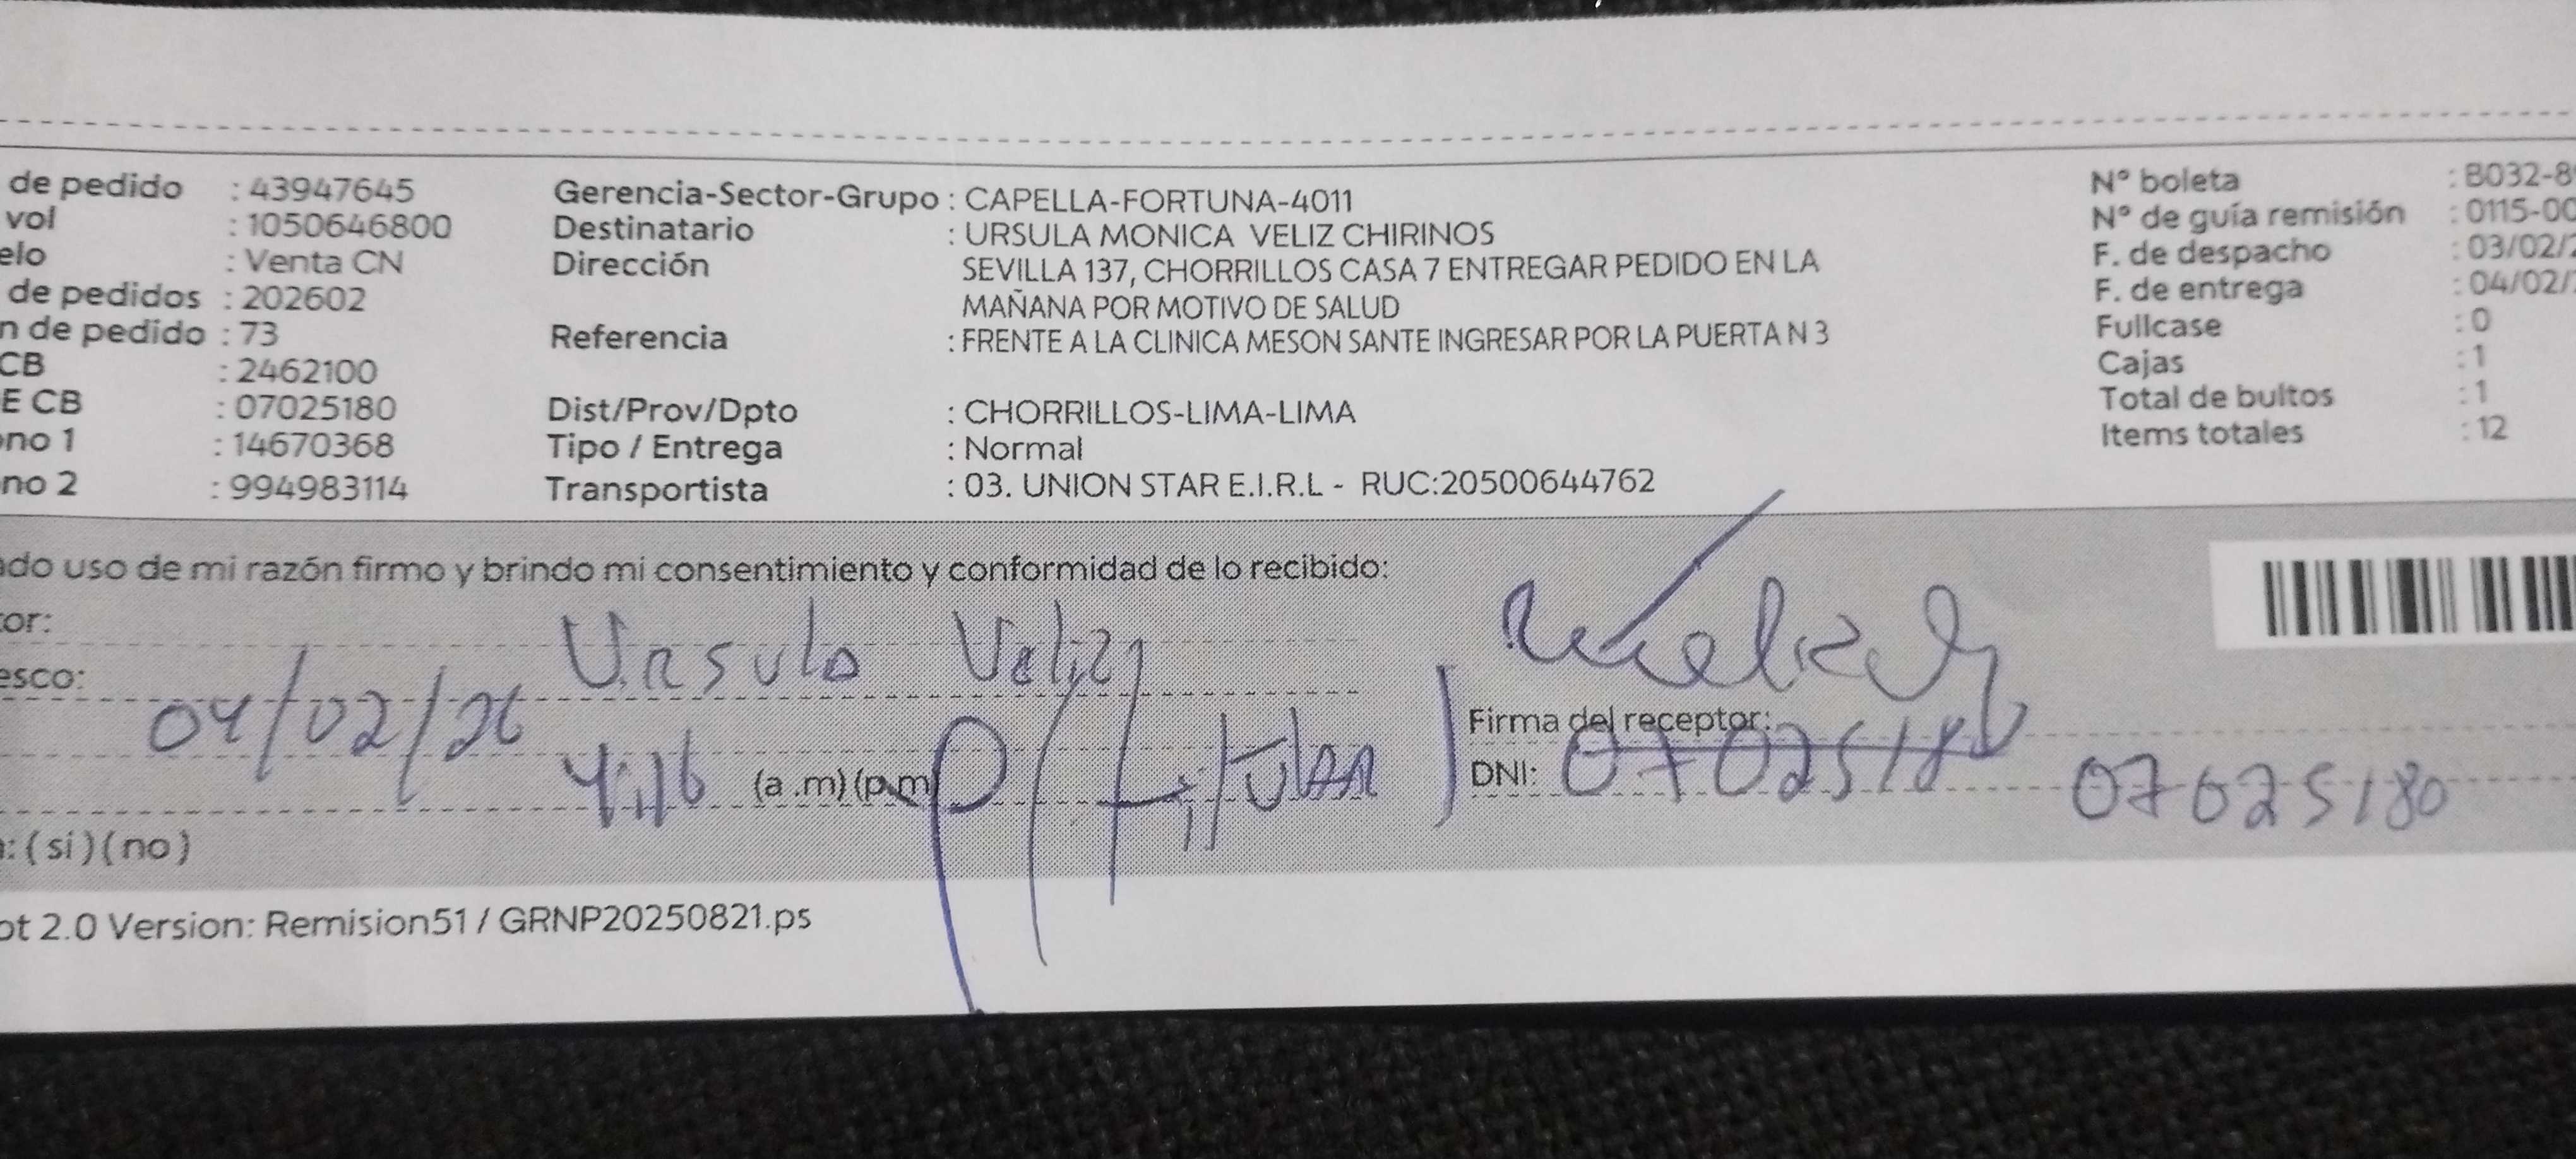 de pedido : 43947645
vol : 1050646800
elo : Venta CN
de pedidos : 202602
n de pedido : 73
CB : 2462100
E CB : 07025180
no 1 : 14670368
no 2 : 994983114
Gerencia-Sector-Grupo : CAPELLA-FORTUNA-4011
Destinatario : URSULA MONICA VELIZ CHIRINOS
Dirección SEVILLA 137, CHORRILLOS CASA 7 ENTREGAR PEDIDO EN LA
MAÑANA POR MOTIVO DE SALUD
Referencia : FRENTE A LA CLINICA MESON SANTE INGRESAR POR LA PUERTA N 3
Dist/Prov/Dpto : CHORRILLOS-LIMA-LIMA
Tipo / Entrega : Normal
Transportista : 03. UNION STAR E.I.R.L - RUC:20500644762
N° boleta : B032-8
N° de guía remisión : 0115-00
F. de despacho : 03/02/2
F. de entrega : 04/02/
Fullcase : 0
Cajas : 1
Total de bultos : 1
Items totales : 12
ado uso de mi razón firmo y brindo mi consentimiento y conformidad de lo recibido:
tor: Ursula Veliz
esco:
04/02/26
(a .m) (p.m) Titular
Firma del receptor:
DNI: 07025180 07025180
: ( si ) ( no )
ot 2.0 Version: Remision51 / GRNP20250821.ps